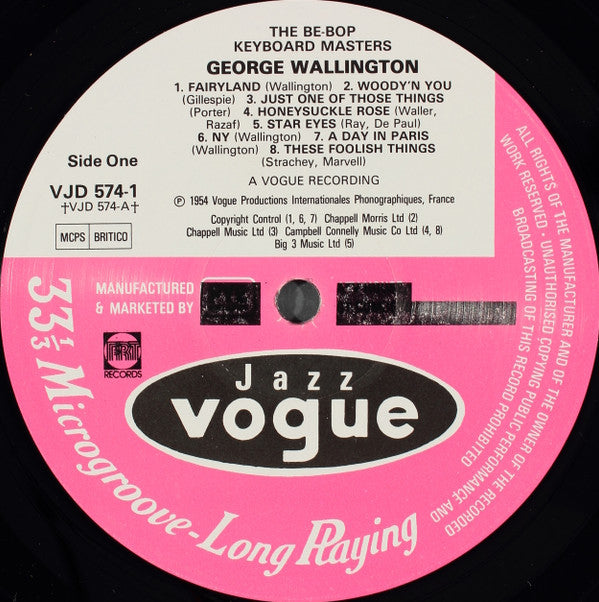 THE BE-BOP
KEYBOARD MASTERS
GEORGE WALLINGTON
1. FAIRYLAND (Wallington) 2. WOODY'N YOU
(Gillespie) 3. JUST ONE OF THOSE THINGS
(Porter) 4. HONEYSUCKLE ROSE (Waller,
Razaf) 5. STAR EYES (Ray, De Paul)
6. NY (Wallington) 7. A DAY IN PARIS
(Wallington) 8. THESE FOOLISH THINGS
(Strachey, Marvell)
A VOGUE RECORDING
Side One
VJD 574-1
†VJD 574-A†
MCPS BRITICO
℗ 1954 Vogue Productions Internationales Phonographiques, France
Copyright Control (1, 6, 7) Chappell Morris Ltd (2)
Chappell Music Ltd (3) Campbell Connelly Music Co Ltd (4, 8)
Big 3 Music Ltd (5)
MANUFACTURED
& MARKETED BY
RECORDS
Jazz
vogue
33 1/3 Microgroove-Long Playing
ALL RIGHTS OF THE MANUFACTURER AND OF THE OWNER OF THE RECORDED
WORK RESERVED · UNAUTHORISED COPYING PUBLIC PERFORMANCE AND
BROADCASTING OF THIS RECORD PROHIBITED